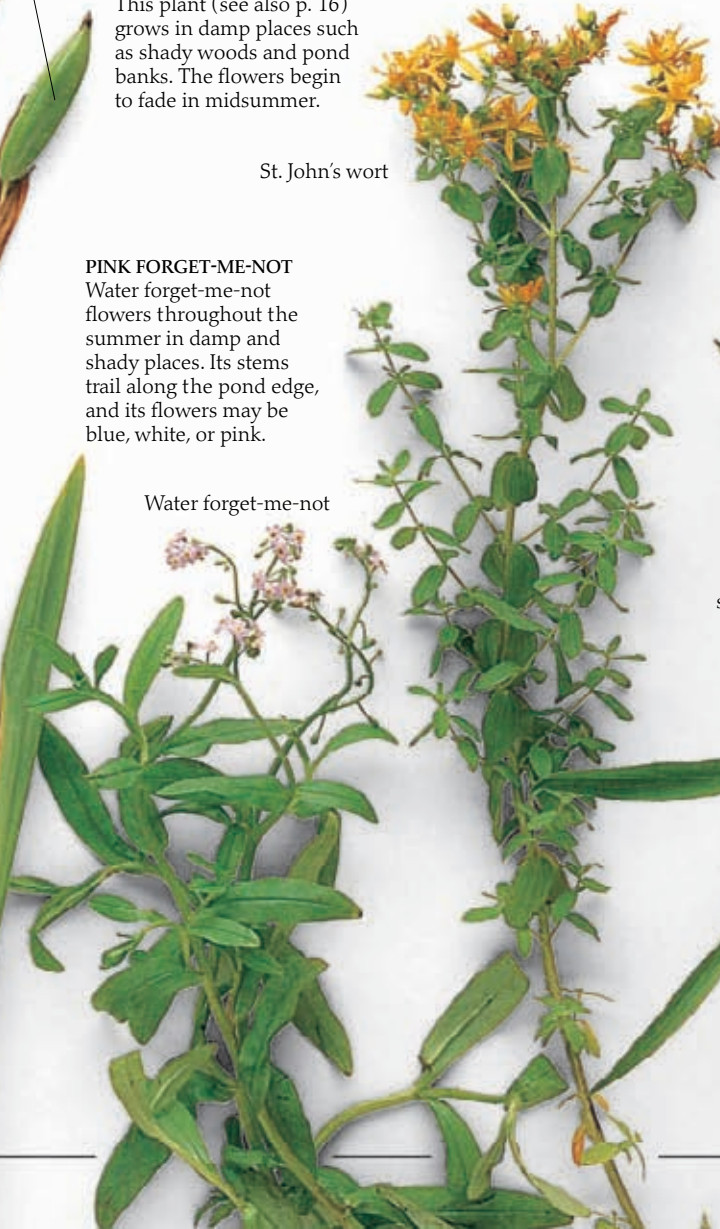 This plant (see also p. 16)
grows in damp places such
as shady woods and pond
banks. The flowers begin
to fade in midsummer.
St. John's wort
PINK FORGET-ME-NOT
Water forget-me-not
flowers throughout the
summer in damp and
shady places. Its stems
trail along the pond edge,
and its flowers may be
blue, white, or pink.
Water forget-me-not